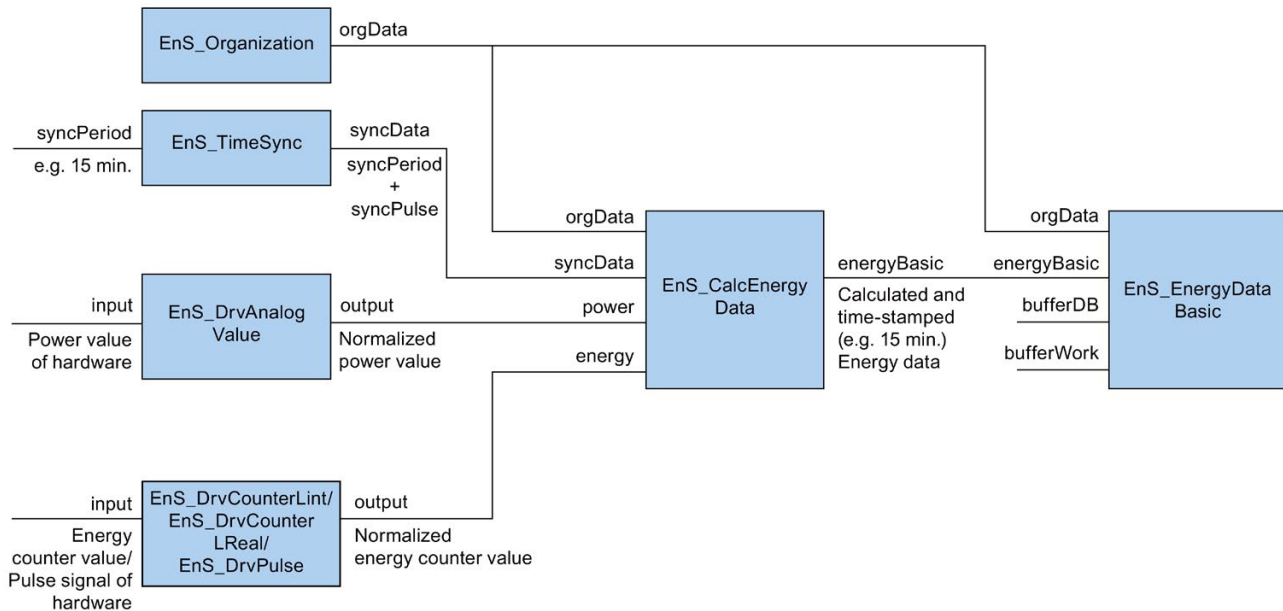 EnS_Organization
orgData
syncPeriod
e.g. 15 min.
EnS_TimeSync
syncData
syncPeriod
+
syncPulse
input
Power value
of hardware
EnS_DrvAnalog
Value
output
Normalized
power value
input
Energy
counter value/
Pulse signal of
hardware
EnS_DrvCounterLint/
EnS_DrvCounter
LReal/
EnS_DrvPulse
output
Normalized
energy counter value
orgData
syncData
power
energy
EnS_CalcEnergy
Data
energyBasic
Calculated and
time-stamped
(e.g. 15 min.)
Energy data
orgData
energyBasic
bufferDB
bufferWork
EnS_EnergyData
Basic